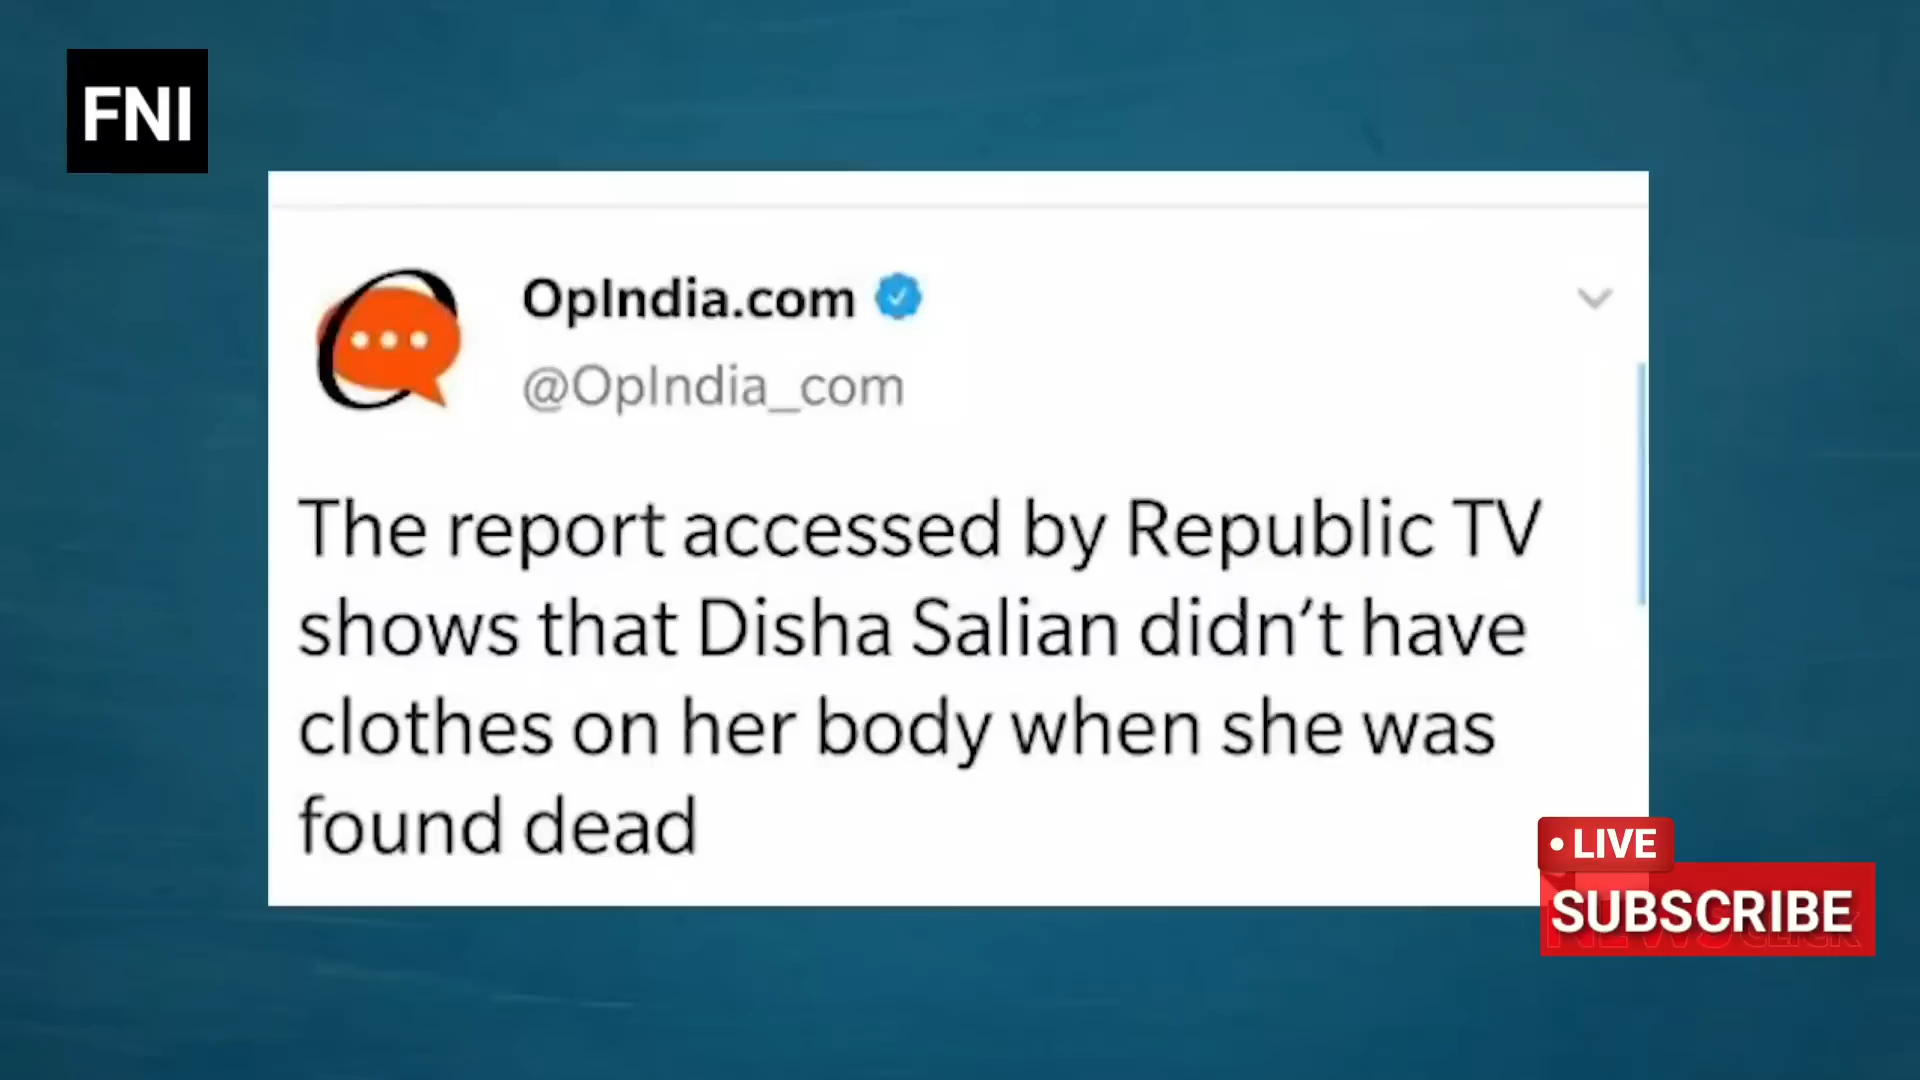 FNI
OpIndia.com
@OpIndia_com
The report accessed by Republic TV
shows that Disha Salian didn't have
clothes on her body when she was
found dead
• LIVE
SUBSCRIBE
NEWSCLICK